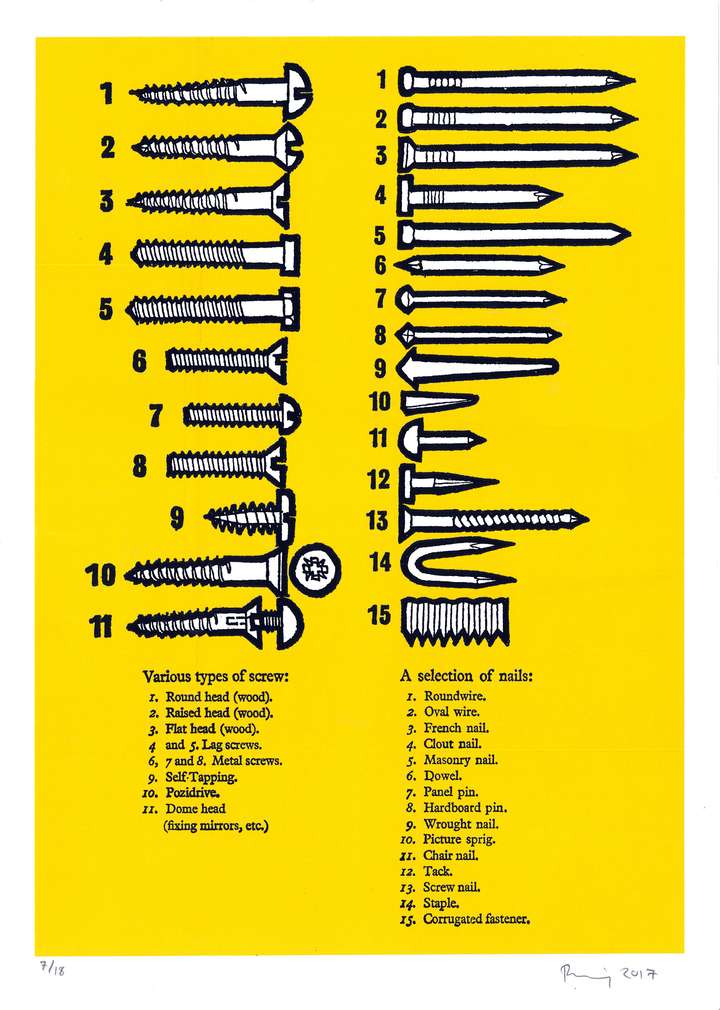 1
2
3
4
5
6
7
8
9
10
11
1
2
3
4
5
6
7
8
9
10
11
12
13
14
15
Various types of screw:
1. Round head (wood).
2. Raised head (wood).
3. Flat head (wood).
4 and 5. Lag screws.
6, 7 and 8. Metal screws.
9. Self-Tapping.
10. Pozidrive.
11. Dome head
(fixing mirrors, etc.)
A selection of nails:
1. Roundwire.
2. Oval wire.
3. French nail.
4. Clout nail.
5. Masonry nail.
6. Dowel.
7. Panel pin.
8. Hardboard pin.
9. Wrought nail.
10. Picture sprig.
11. Chair nail.
12. Tack.
13. Screw nail.
14. Staple.
15. Corrugated fastener.
7/18
2017